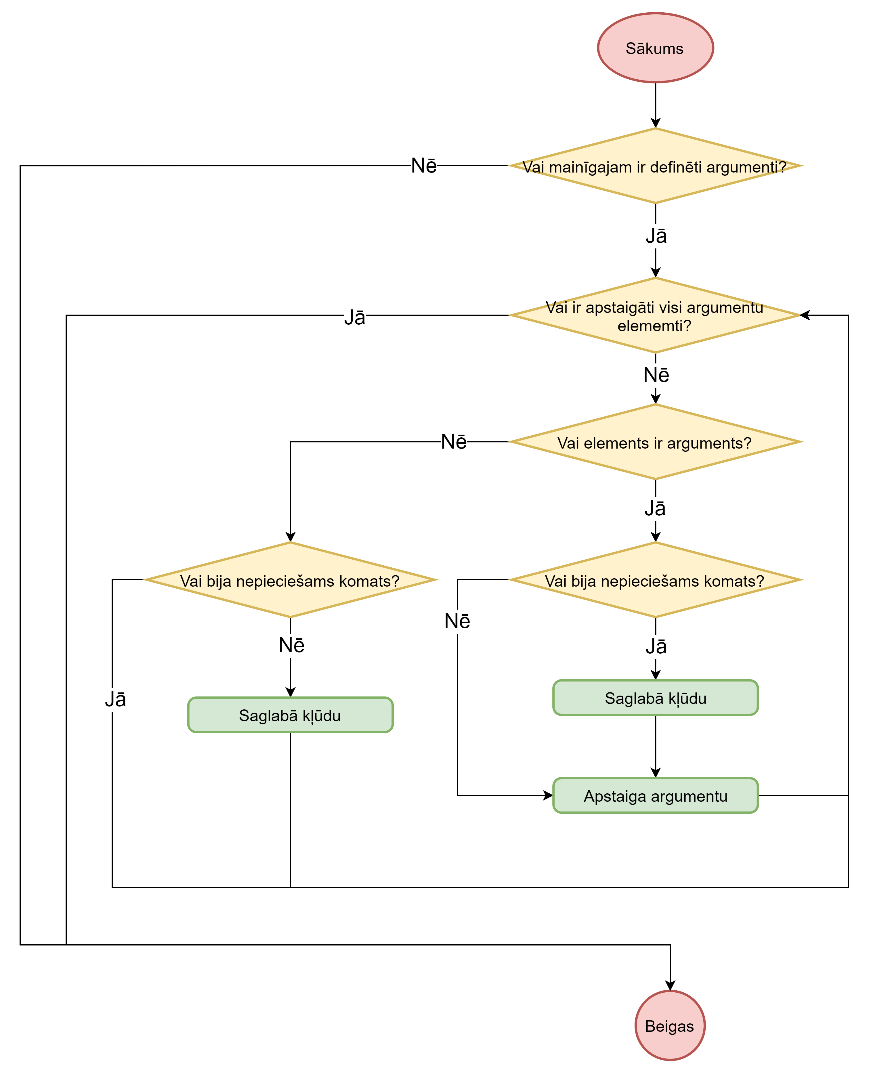 Sākums
Vai mainīgajam ir definēti argumenti?
Nē
Jā
Vai ir apstaigāti visi argumentu
elememti?
Jā
Nē
Vai elements ir arguments?
Nē
Jā
Vai bija nepieciešams komats?
Vai bija nepieciešams komats?
Nē
Nē
Jā
Jā
Saglabā kļūdu
Saglabā kļūdu
Apstaiga argumentu
Beigas